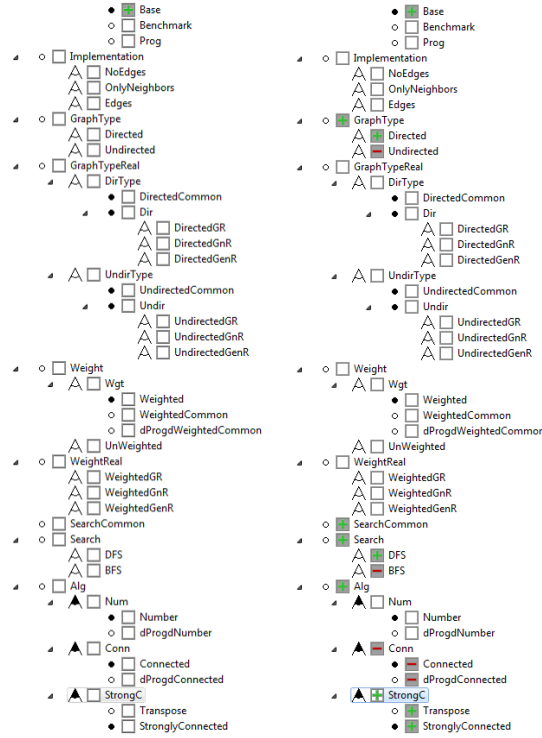 Base
Benchmark
Prog
Implementation
NoEdges
OnlyNeighbors
Edges
GraphType
Directed
Undirected
GraphTypeReal
DirType
DirectedCommon
Dir
DirectedGR
DirectedGnR
DirectedGenR
UndirType
UndirectedCommon
Undir
UndirectedGR
UndirectedGnR
UndirectedGenR
Weight
Wgt
Weighted
WeightedCommon
dProgdWeightedCommon
UnWeighted
WeightReal
WeightedGR
WeightedGnR
WeightedGenR
SearchCommon
Search
DFS
BFS
Alg
Num
Number
dProgdNumber
Conn
Connected
dProgdConnected
StrongC
Transpose
StronglyConnected
Base
Benchmark
Prog
Implementation
NoEdges
OnlyNeighbors
Edges
GraphType
Directed
Undirected
GraphTypeReal
DirType
DirectedCommon
Dir
DirectedGR
DirectedGnR
DirectedGenR
UndirType
UndirectedCommon
Undir
UndirectedGR
UndirectedGnR
UndirectedGenR
Weight
Wgt
Weighted
WeightedCommon
dProgdWeightedCommon
UnWeighted
WeightReal
WeightedGR
WeightedGnR
WeightedGenR
SearchCommon
Search
DFS
BFS
Alg
Num
Number
dProgdNumber
Conn
Connected
dProgdConnected
StrongC
Transpose
StronglyConnected